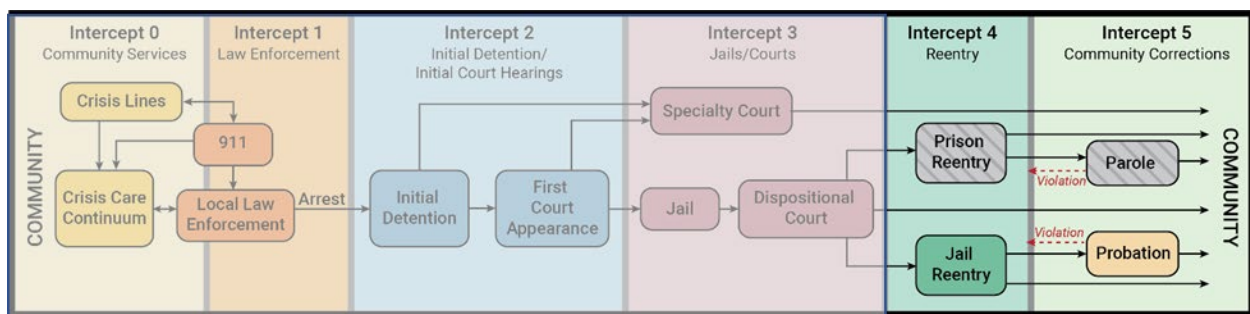 Intercept 0
Community Services
Intercept 1
Law Enforcement
Intercept 2
Initial Detention/
Initial Court Hearings
Intercept 3
Jails/Courts
Intercept 4
Reentry
Intercept 5
Community Corrections
COMMUNITY
Crisis Lines
911
Crisis Care
Continuum
Local Law
Enforcement
Arrest
Initial
Detention
First
Court
Appearance
Specialty Court
Jail
Dispositional
Court
Prison
Reentry
Violation
Parole
Jail
Reentry
Violation
Probation
COMMUNITY